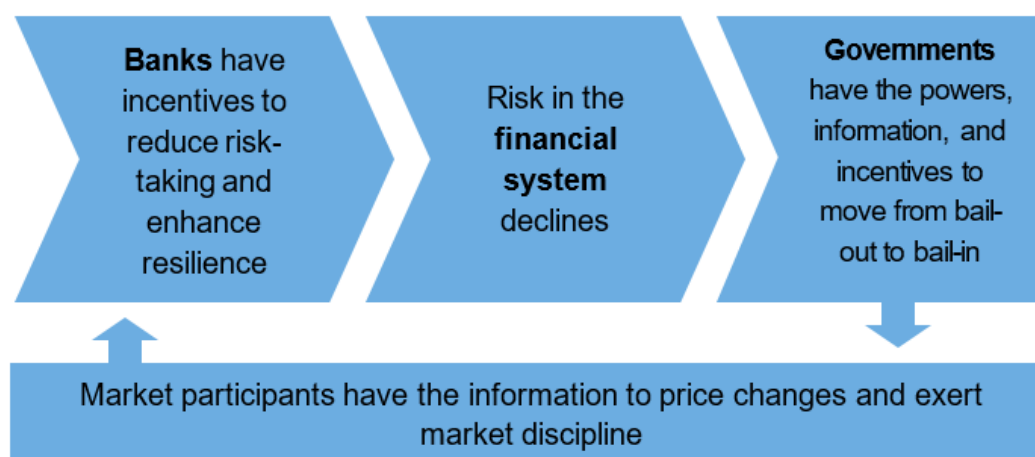 Banks have
incentives to
reduce risk-
taking and
enhance
resilience
Risk in the
financial
system
declines
Governments
have the powers,
information, and
incentives to
move from bail-
out to bail-in
Market participants have the information to price changes and exert
market discipline